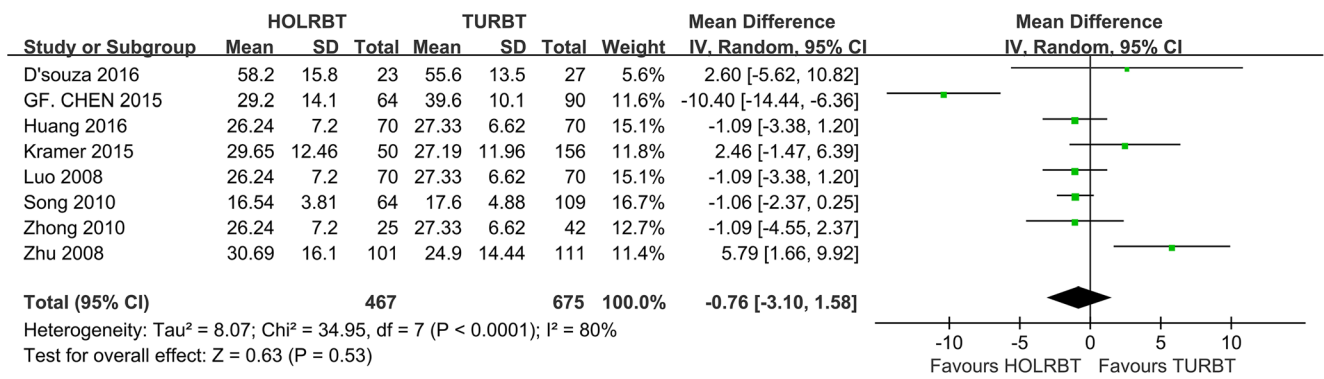 HOLRBT TURBT Mean Difference Mean Difference
Study or Subgroup Mean SD Total Mean SD Total Weight IV, Random, 95% CI IV, Random, 95% CI
D'souza 2016 58.2 15.8 23 55.6 13.5 27 5.6% 2.60 [-5.62, 10.82]
GF. CHEN 2015 29.2 14.1 64 39.6 10.1 90 11.6% -10.40 [-14.44, -6.36]
Huang 2016 26.24 7.2 70 27.33 6.62 70 15.1% -1.09 [-3.38, 1.20]
Kramer 2015 29.65 12.46 50 27.19 11.96 156 11.8% 2.46 [-1.47, 6.39]
Luo 2008 26.24 7.2 70 27.33 6.62 70 15.1% -1.09 [-3.38, 1.20]
Song 2010 16.54 3.81 64 17.6 4.88 109 16.7% -1.06 [-2.37, 0.25]
Zhong 2010 26.24 7.2 25 27.33 6.62 42 12.7% -1.09 [-4.55, 2.37]
Zhu 2008 30.69 16.1 101 24.9 14.44 111 11.4% 5.79 [1.66, 9.92]
Total (95% CI) 467 675 100.0% -0.76 [-3.10, 1.58]
Heterogeneity: Tau² = 8.07; Chi² = 34.95, df = 7 (P < 0.0001); I² = 80%
Test for overall effect: Z = 0.63 (P = 0.53)
-10 -5 0 5 10
Favours HOLRBT Favours TURBT